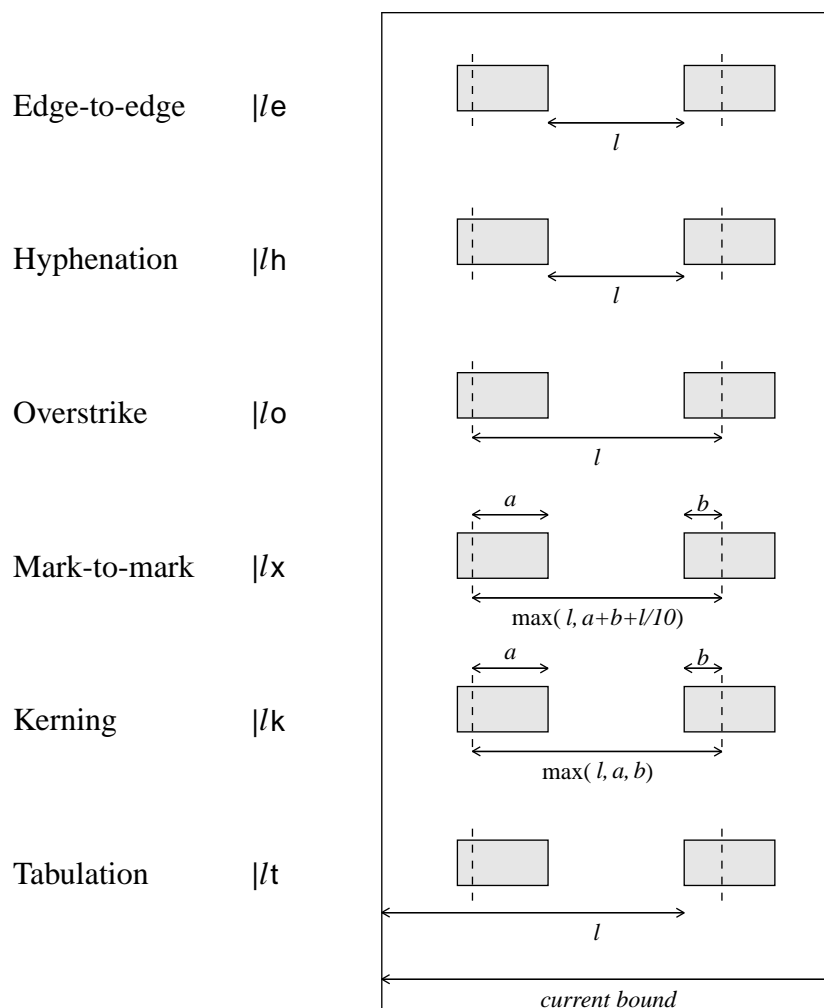 Edge-to-edge |le
l
Hyphenation |lh
l
Overstrike |lo
l
a b
Mark-to-mark |lx
max( l, a+b+l/10)
a b
Kerning |lk
max( l, a, b)
Tabulation |lt
l
current bound